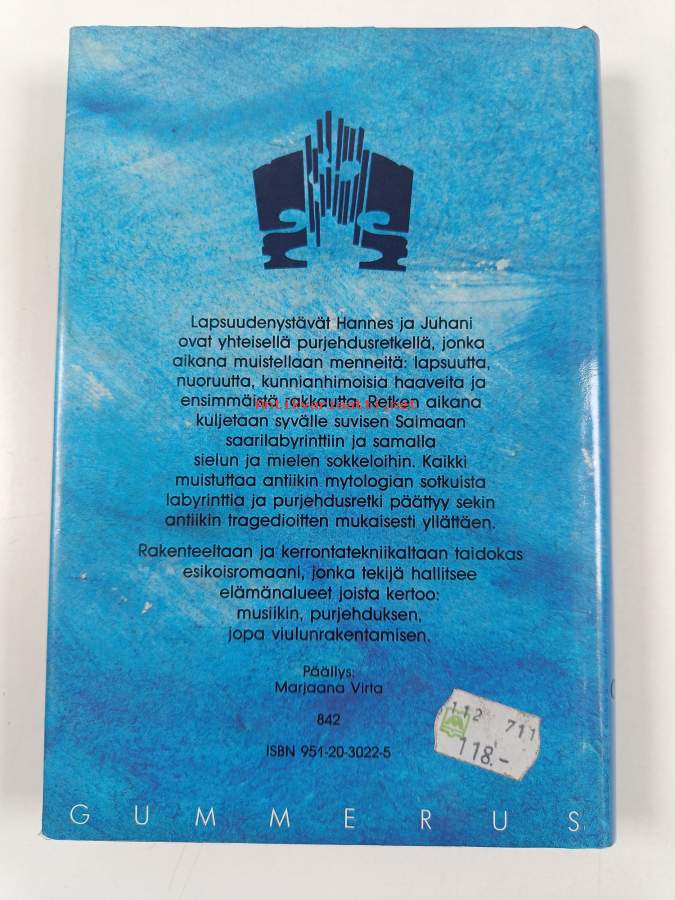 Lapsuudenystävät Hannes ja Juhani
ovat yhteisellä purjehdusretkellä, jonka
aikana muistellaan menneitä: lapsuutta,
nuoruutta, kunnianhimoisia haaveita ja
ensimmäistä rakkautta. Retken aikana
kuljetaan syvälle suvisen Saimaan
saarilabyrinttiin ja samalla
sielun ja mielen sokkeloihin. Kaikki
muistuttaa antiikin mytologian sotkuista
labyrinttia ja purjehdusretki päättyy sekin
antiikin tragedioitten mukaisesti yllättäen.
Rakenteeltaan ja kerrontatekniikaltaan taidokas
esikoisromaani, jonka tekijä hallitsee
elämänalueet joista kertoo:
musiikin, purjehduksen,
jopa viulunrakentamisen.
Päällys:
Marjaana Virta
842
ISBN 951-20-3022-5
112 711
118.-
GUMMERUS